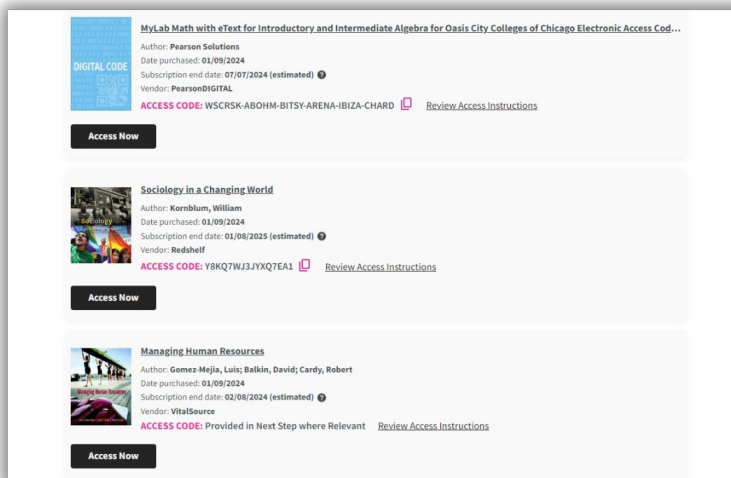 MyLab Math with eText for Introductory and Intermediate Algebra for Oasis City Colleges of Chicago Electronic Access Cod...
Author: Pearson Solutions
Date purchased: 01/09/2024
DIGITAL CODE
Subscription end date: 07/07/2024 (estimated) ?
Vendor: PearsonDIGITAL
ACCESS CODE: WSCRSK-ABOHM-BITSY-ARENA-IBIZA-CHARD Review Access Instructions
Access Now
Sociology in a Changing World
Author: Kornblum, William
Date purchased: 01/09/2024
Sociology
Subscription end date: 01/08/2025 (estimated) ?
Vendor: Redshelf
ACCESS CODE: Y8KQ7WJ3JYXQ7EA1 Review Access Instructions
Access Now
Managing Human Resources
Author: Gomez-Mejia, Luis; Balkin, David; Cardy, Robert
Date purchased: 01/09/2024
Subscription end date: 02/08/2024 (estimated) ?
Managing Human Resources
Vendor: VitalSource
ACCESS CODE: Provided in Next Step where Relevant Review Access Instructions
Access Now